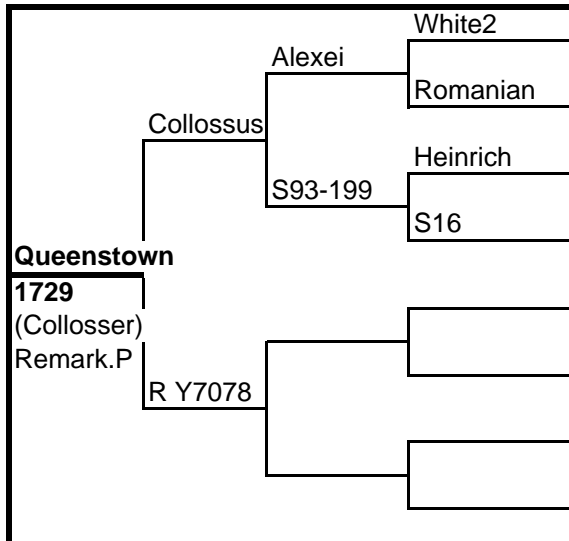 White2
Alexei
Romanian
Collossus
Heinrich
S93-199
S16
Queenstown
1729
(Collosser)
Remark.P
R Y7078